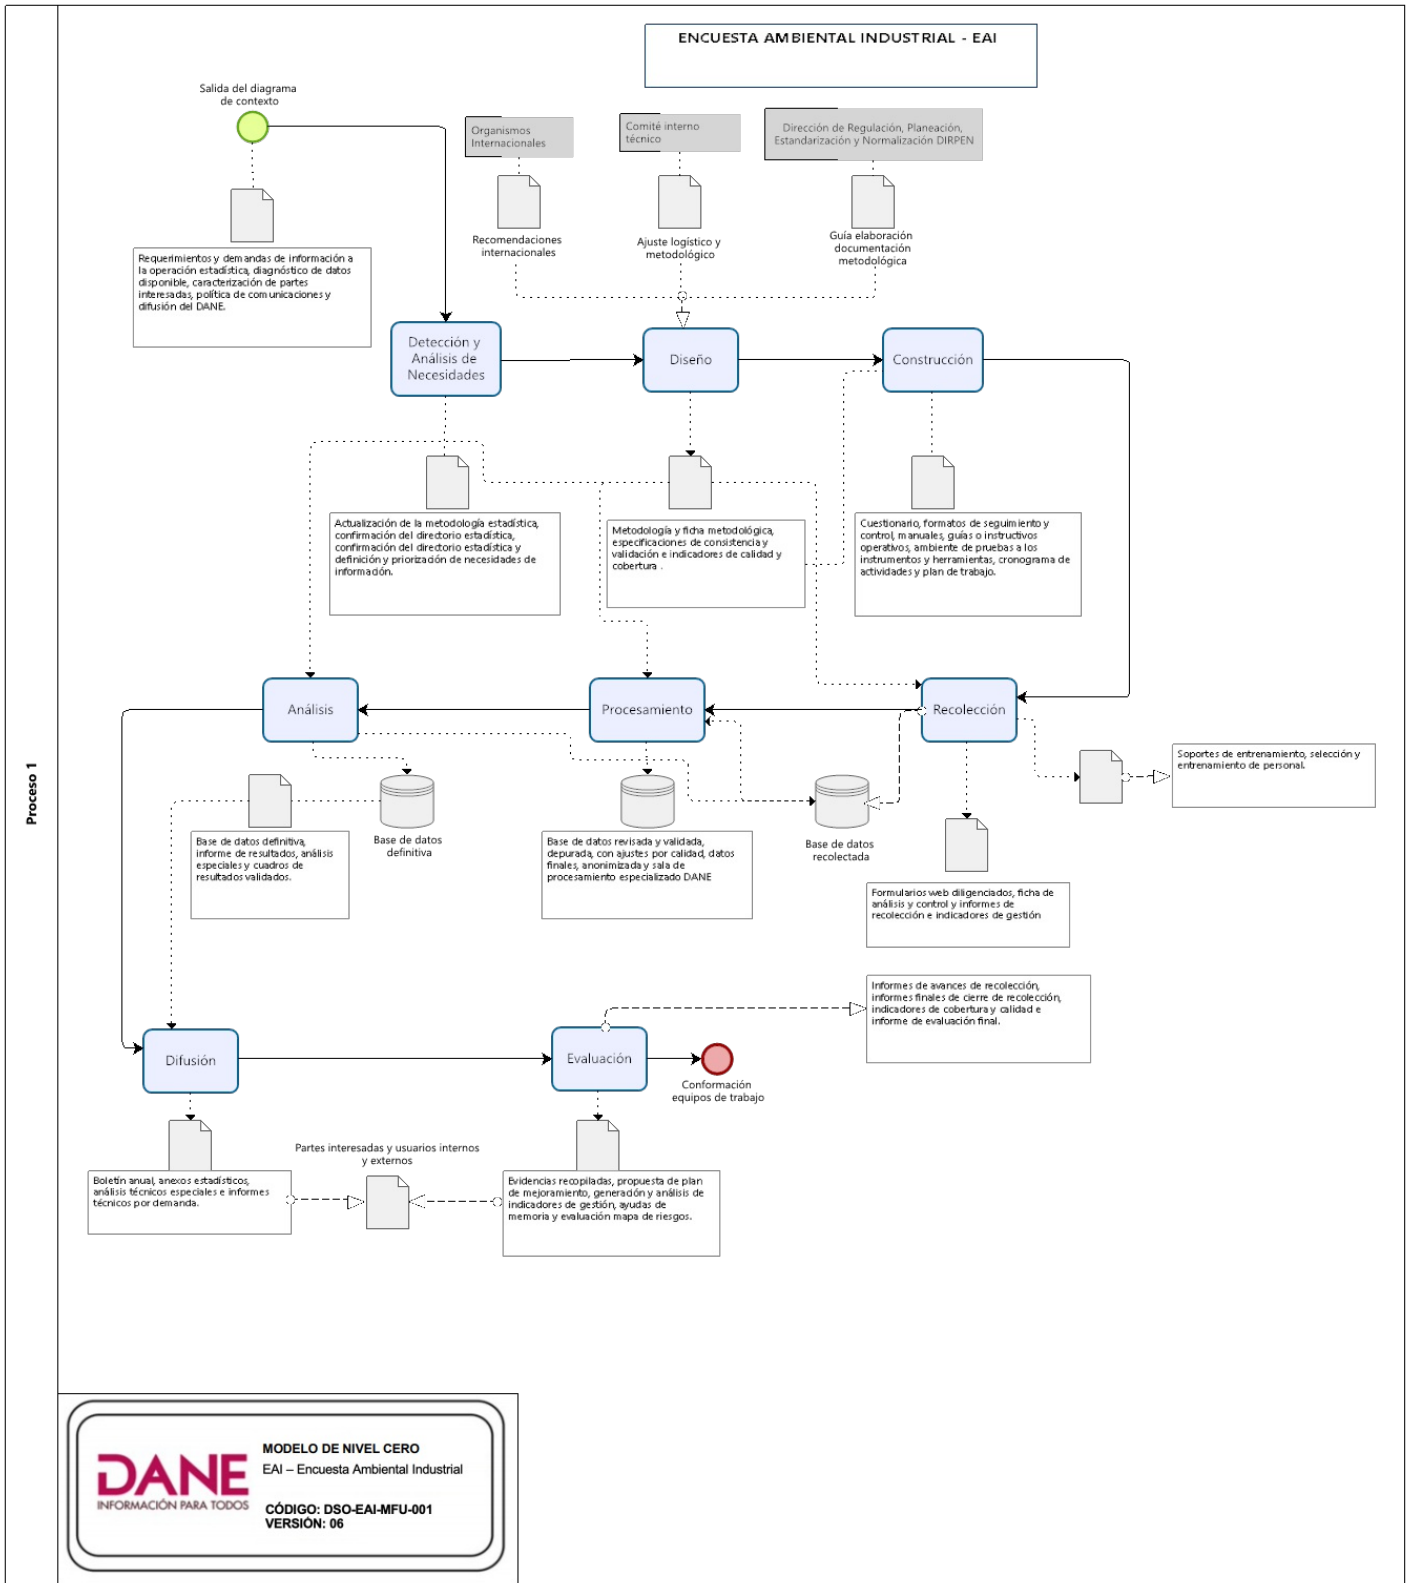 ENCUESTA AMBIENTAL INDUSTRIAL - EAI
Salida del diagrama
de contexto
Organismos
Internacionales
Comité interno
técnico
Dirección de Regulación, Planeación,
Estandarización y Normalización DIRPEN
Recomendaciones
internacionales
Ajuste logístico y
metodológico
Guía elaboración
documentación
metodológica
Requerimientos y demandas de información a
la operación estadística, diagnóstico de datos
disponible, caracterización de partes
interesadas, política de comunicaciones y
difusión del DANE.
Detección y
Análisis de
Necesidades
Diseño
Construcción
Actualización de la metodología estadística,
confirmación del directorio estadística,
confirmación del directorio estadística y
definición y priorización de necesidades de
información.
Metodología y ficha metodológica,
especificaciones de consistencia y
validación e indicadores de calidad y
cobertura .
Cuestionario, formatos de seguimiento y
control, manuales, guías o instructivos
operativos, ambiente de pruebas a los
instrumentos y herramientas, cronograma de
actividades y plan de trabajo.
Análisis
Procesamiento
Recolección
Soportes de entrenamiento, selección y
entrenamiento de personal.
Base de datos definitiva,
informe de resultados, análisis
especiales y cuadros de
resultados validados.
Base de datos
definitiva
Base de datos revisada y validada,
depurada, con ajustes por calidad, datos
finales, anonimizada y sala de
procesamiento especializado DANE
Base de datos
recolectada
Formularios web diligenciados, ficha de
análisis y control y informes de
recolección e indicadores de gestión
Proceso 1
Informes de avances de recolección,
informes finales de cierre de recolección,
indicadores de cobertura y calidad e
informe de evaluación final.
Difusión
Evaluación
Conformación
equipos de trabajo
Partes interesadas y usuarios internos
y externos
Boletín anual, anexos estadísticos,
análisis técnicos especiales e informes
técnicos por demanda.
Evidencias recopiladas, propuesta de plan
de mejoramiento, generación y análisis de
indicadores de gestión, ayudas de
memoria y evaluación mapa de riesgos.
DANE
INFORMACIÓN PARA TODOS
MODELO DE NIVEL CERO
EAI – Encuesta Ambiental Industrial
CÓDIGO: DSO-EAI-MFU-001
VERSIÓN: 06